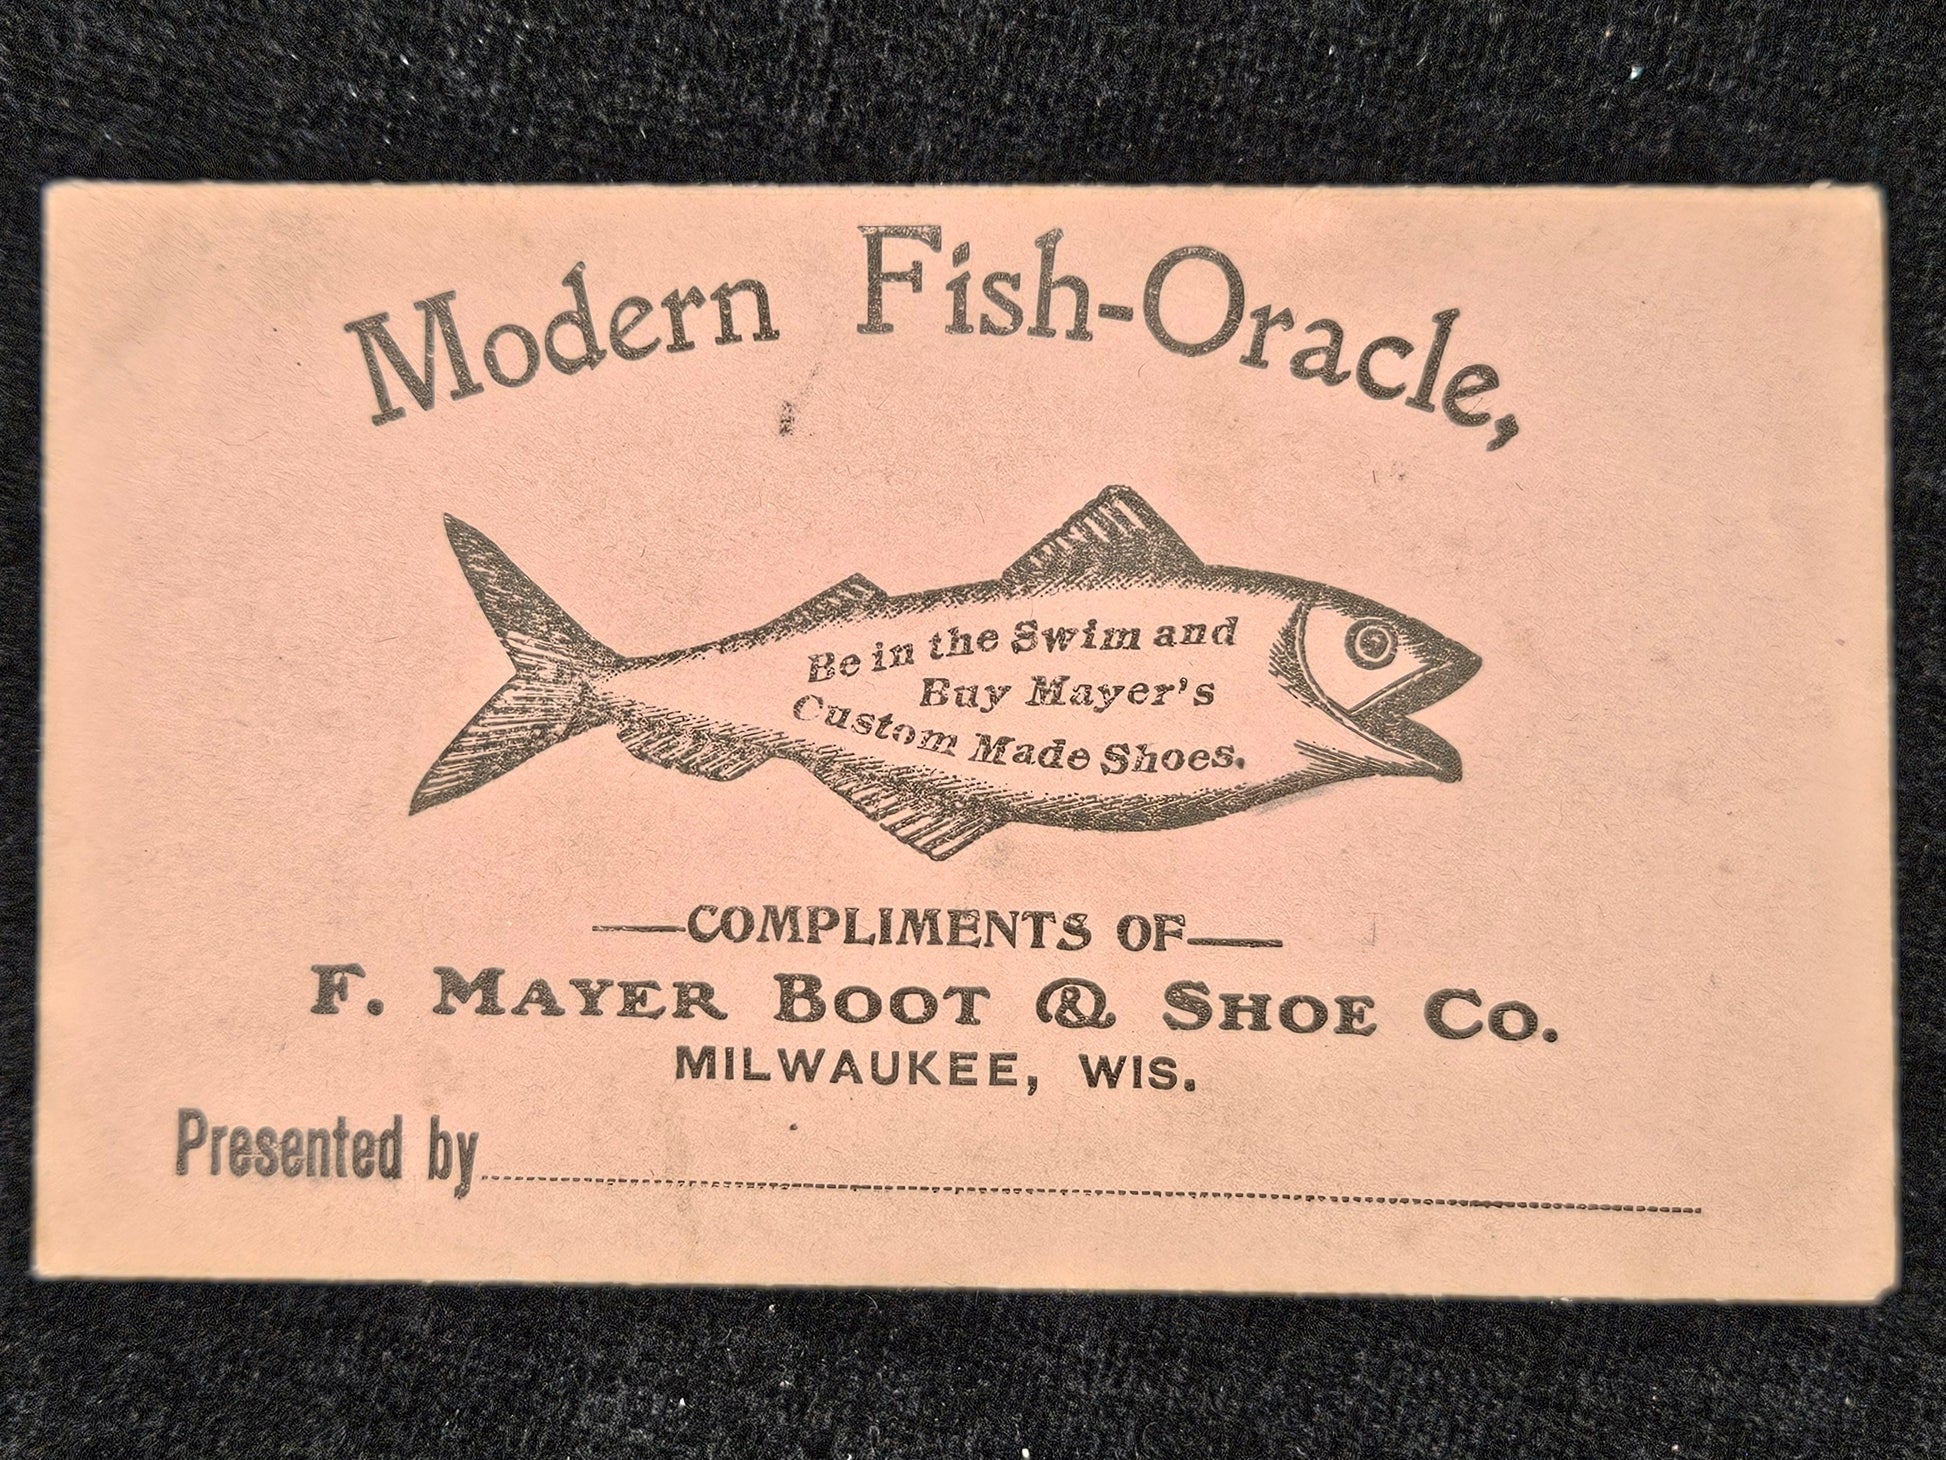 Modern Fish-Oracle,
Be in the Swim and
Buy Mayer's
Custom Made Shoes.
—COMPLIMENTS OF—
F. MAYER BOOT & SHOE CO.
MILWAUKEE, WIS.
Presented by